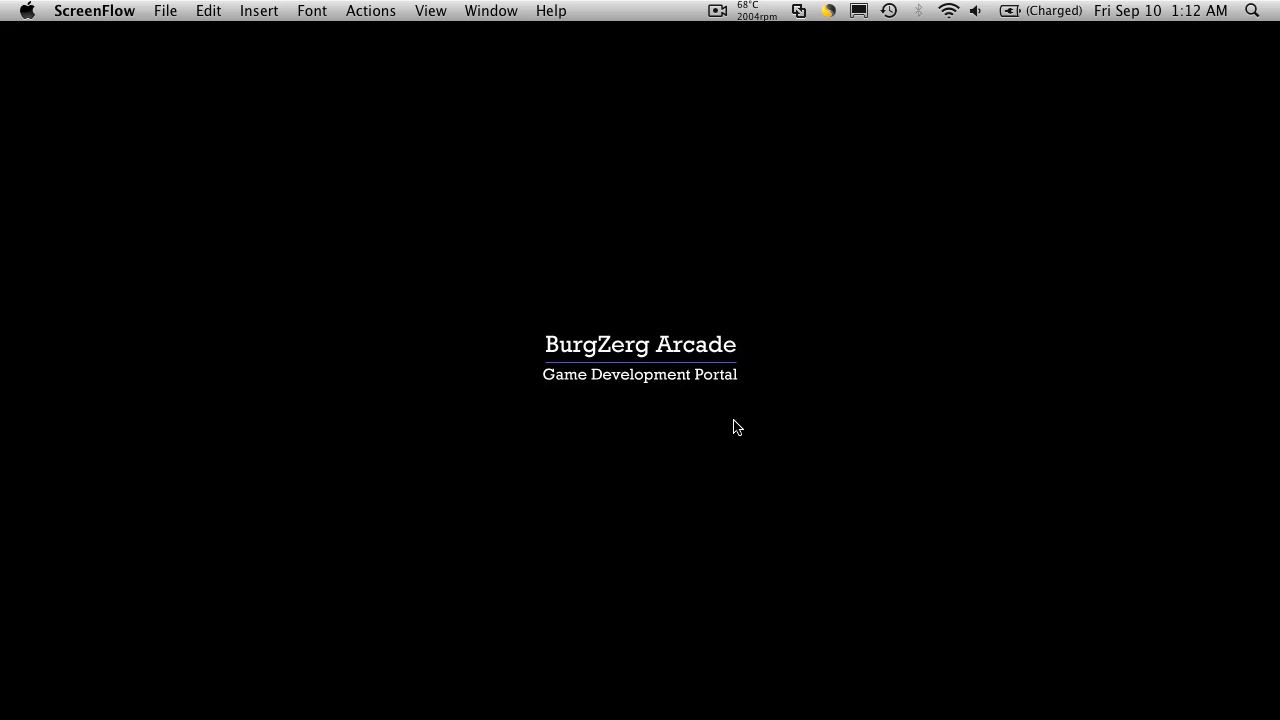 ScreenFlow File Edit Insert Font Actions View Window Help 68°C 2004rpm (Charged) Fri Sep 10 1:12 AM
BurgZerg Arcade
Game Development Portal